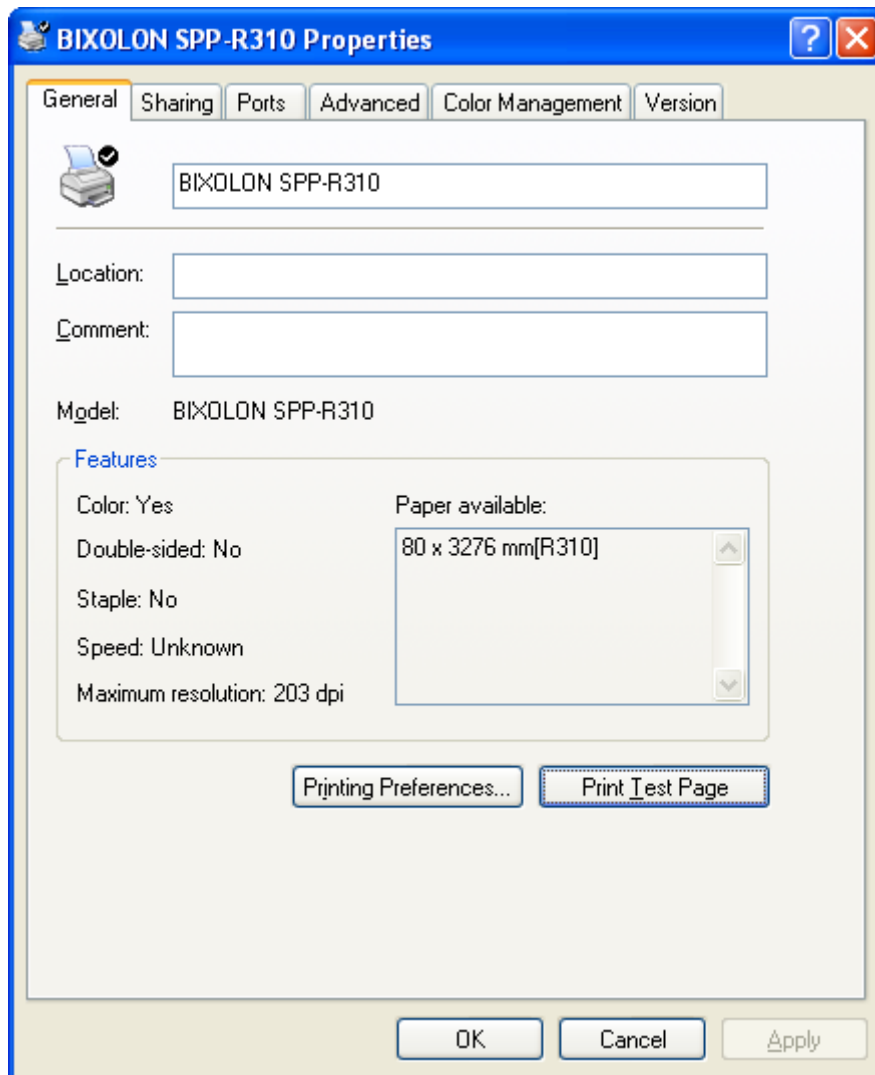 BIXOLON SPP-R310 Properties
General Sharing Ports Advanced Color Management Version
BIXOLON SPP-R310
Location:
Comment:
Model: BIXOLON SPP-R310
Features
Color: Yes
Double-sided: No
Staple: No
Speed: Unknown
Maximum resolution: 203 dpi
Paper available:
80 x 3276 mm[R310]
Printing Preferences...
Print Test Page
OK
Cancel
Apply